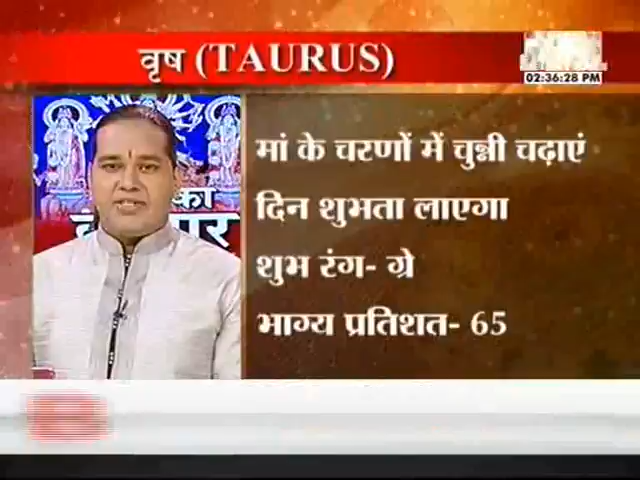 वृष (TAURUS)
02:36:28 PM
मां के चरणों में चुन्नी चढ़ाएं
दिन शुभता लाएगा
शुभ रंग- ग्रे
भाग्य प्रतिशत- 65
का